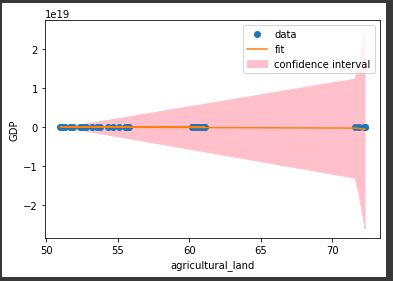 1e19
data
fit
confidence interval
2
1
0
−1
−2
GDP
50 55 60 65 70
agricultural_land